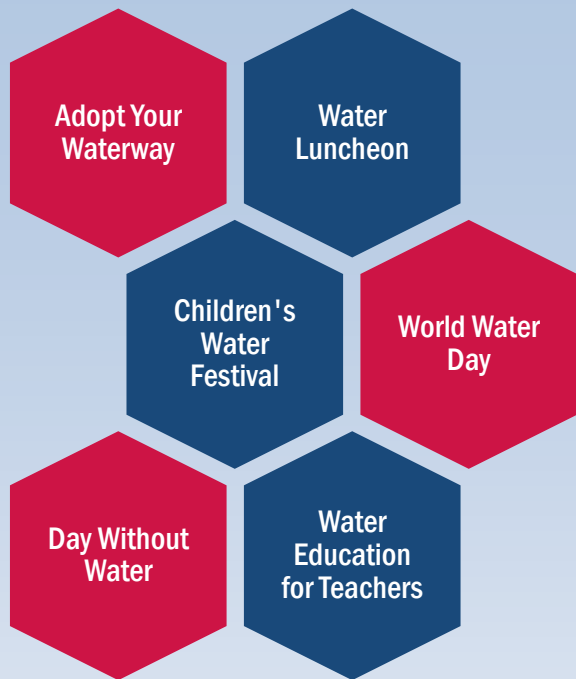 Adopt Your
Waterway
Water
Luncheon
Children's
Water
Festival
World Water
Day
Day Without
Water
Water
Education
for Teachers